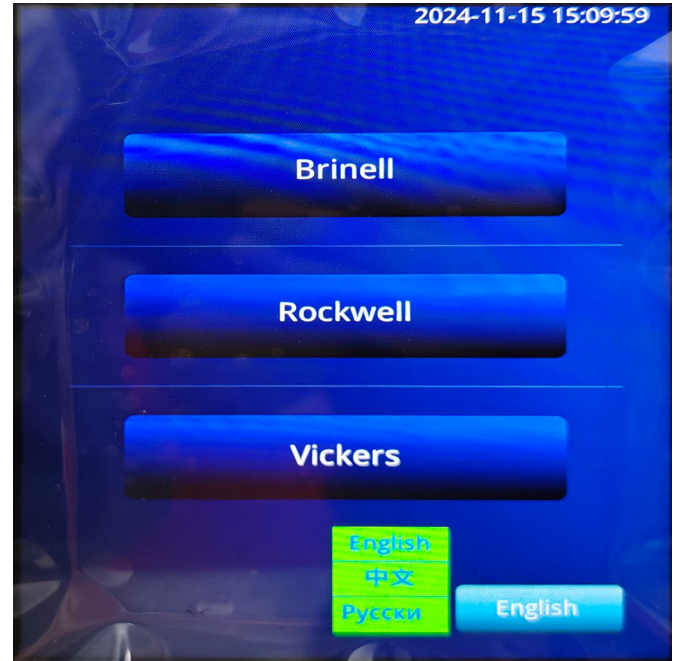 2024-11-15 15:09:59
Brinell
Rockwell
Vickers
English
中文
Русски
English